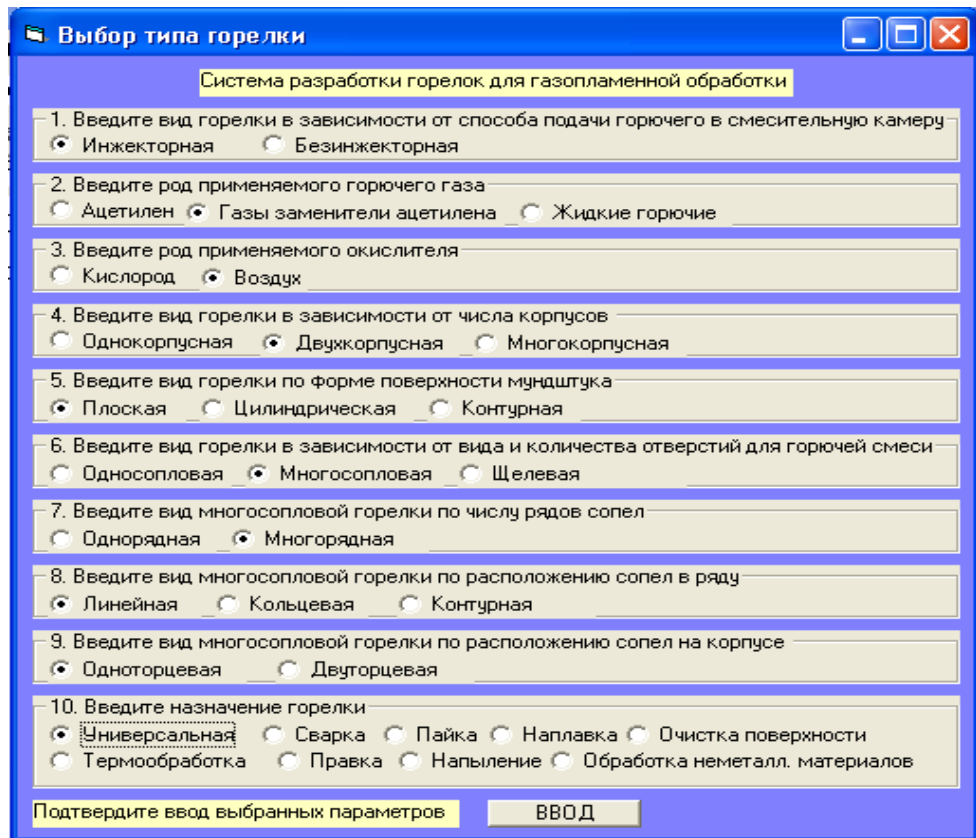 Выбор типа горелки
Система разработки горелок для газопламенной обработки
1. Введите вид горелки в зависимости от способа подачи горючего в смесительную камеру
Инжекторная Безинжекторная
2. Введите род применяемого горючего газа
Ацетилен Газы заменители ацетилена Жидкие горючие
3. Введите род применяемого окислителя
Кислород Воздух
4. Введите вид горелки в зависимости от числа корпусов
Однокорпусная Двухкорпусная Многокорпусная
5. Введите вид горелки по форме поверхности мундштука
Плоская Цилиндрическая Контурная
6. Введите вид горелки в зависимости от вида и количества отверстий для горючей смеси
Односопловая Многосопловая Щелевая
7. Введите вид многосопловой горелки по числу рядов сопел
Однорядная Многорядная
8. Введите вид многосопловой горелки по расположению сопел в ряду
Линейная Кольцевая Контурная
9. Введите вид многосопловой горелки по расположению сопел на корпусе
Одноторцевая Двуторцевая
10. Введите назначение горелки
Универсальная Сварка Пайка Наплавка Очистка поверхности
Термообработка Правка Напыление Обработка неметалл. материалов
Подтвердите ввод выбранных параметров ВВОД